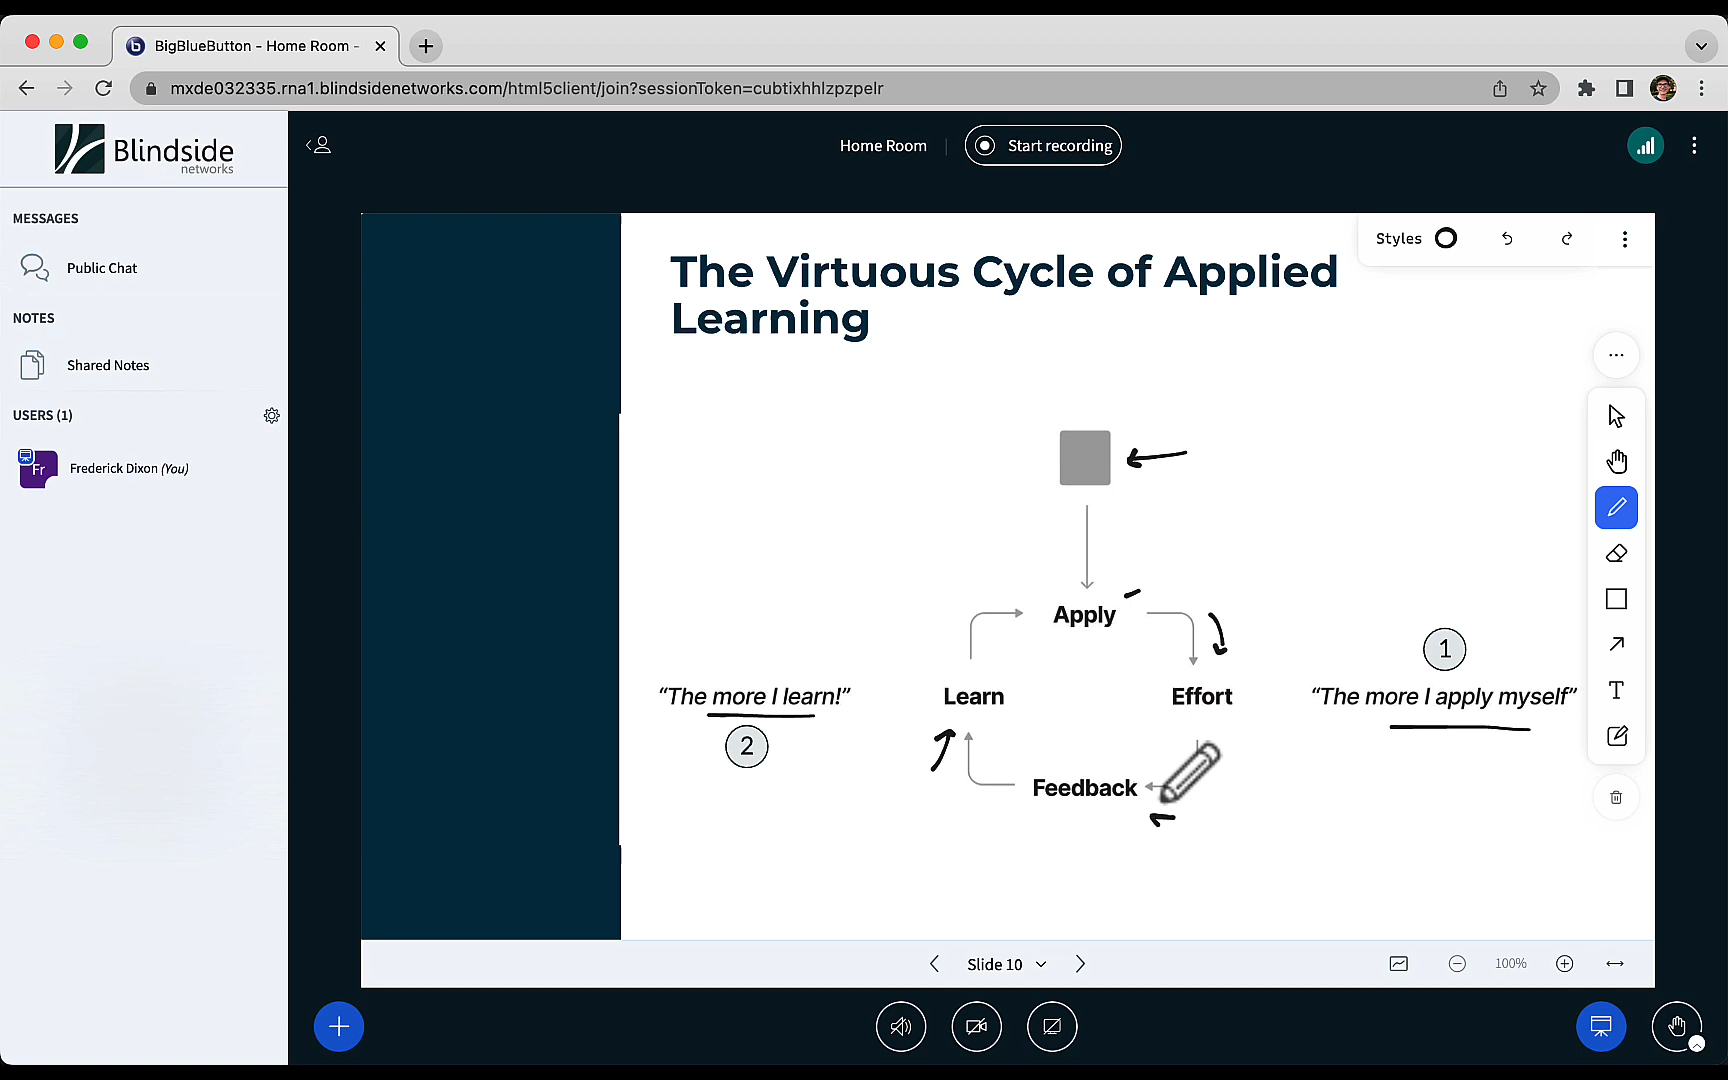 BigBlueButton - Home Room -
mxde032335.rna1.blindsidenetworks.com/html5client/join?sessionToken=cubtixhhlzpzpelr
Blindside
networks
Home Room
Start recording
MESSAGES
Public Chat
NOTES
Shared Notes
USERS (1)
Fr
Frederick Dixon (You)
Styles
The Virtuous Cycle of Applied
Learning
Apply
1
“The more I learn!”
Learn
Effort
“The more I apply myself”
2
Feedback
T
Slide 10
100%